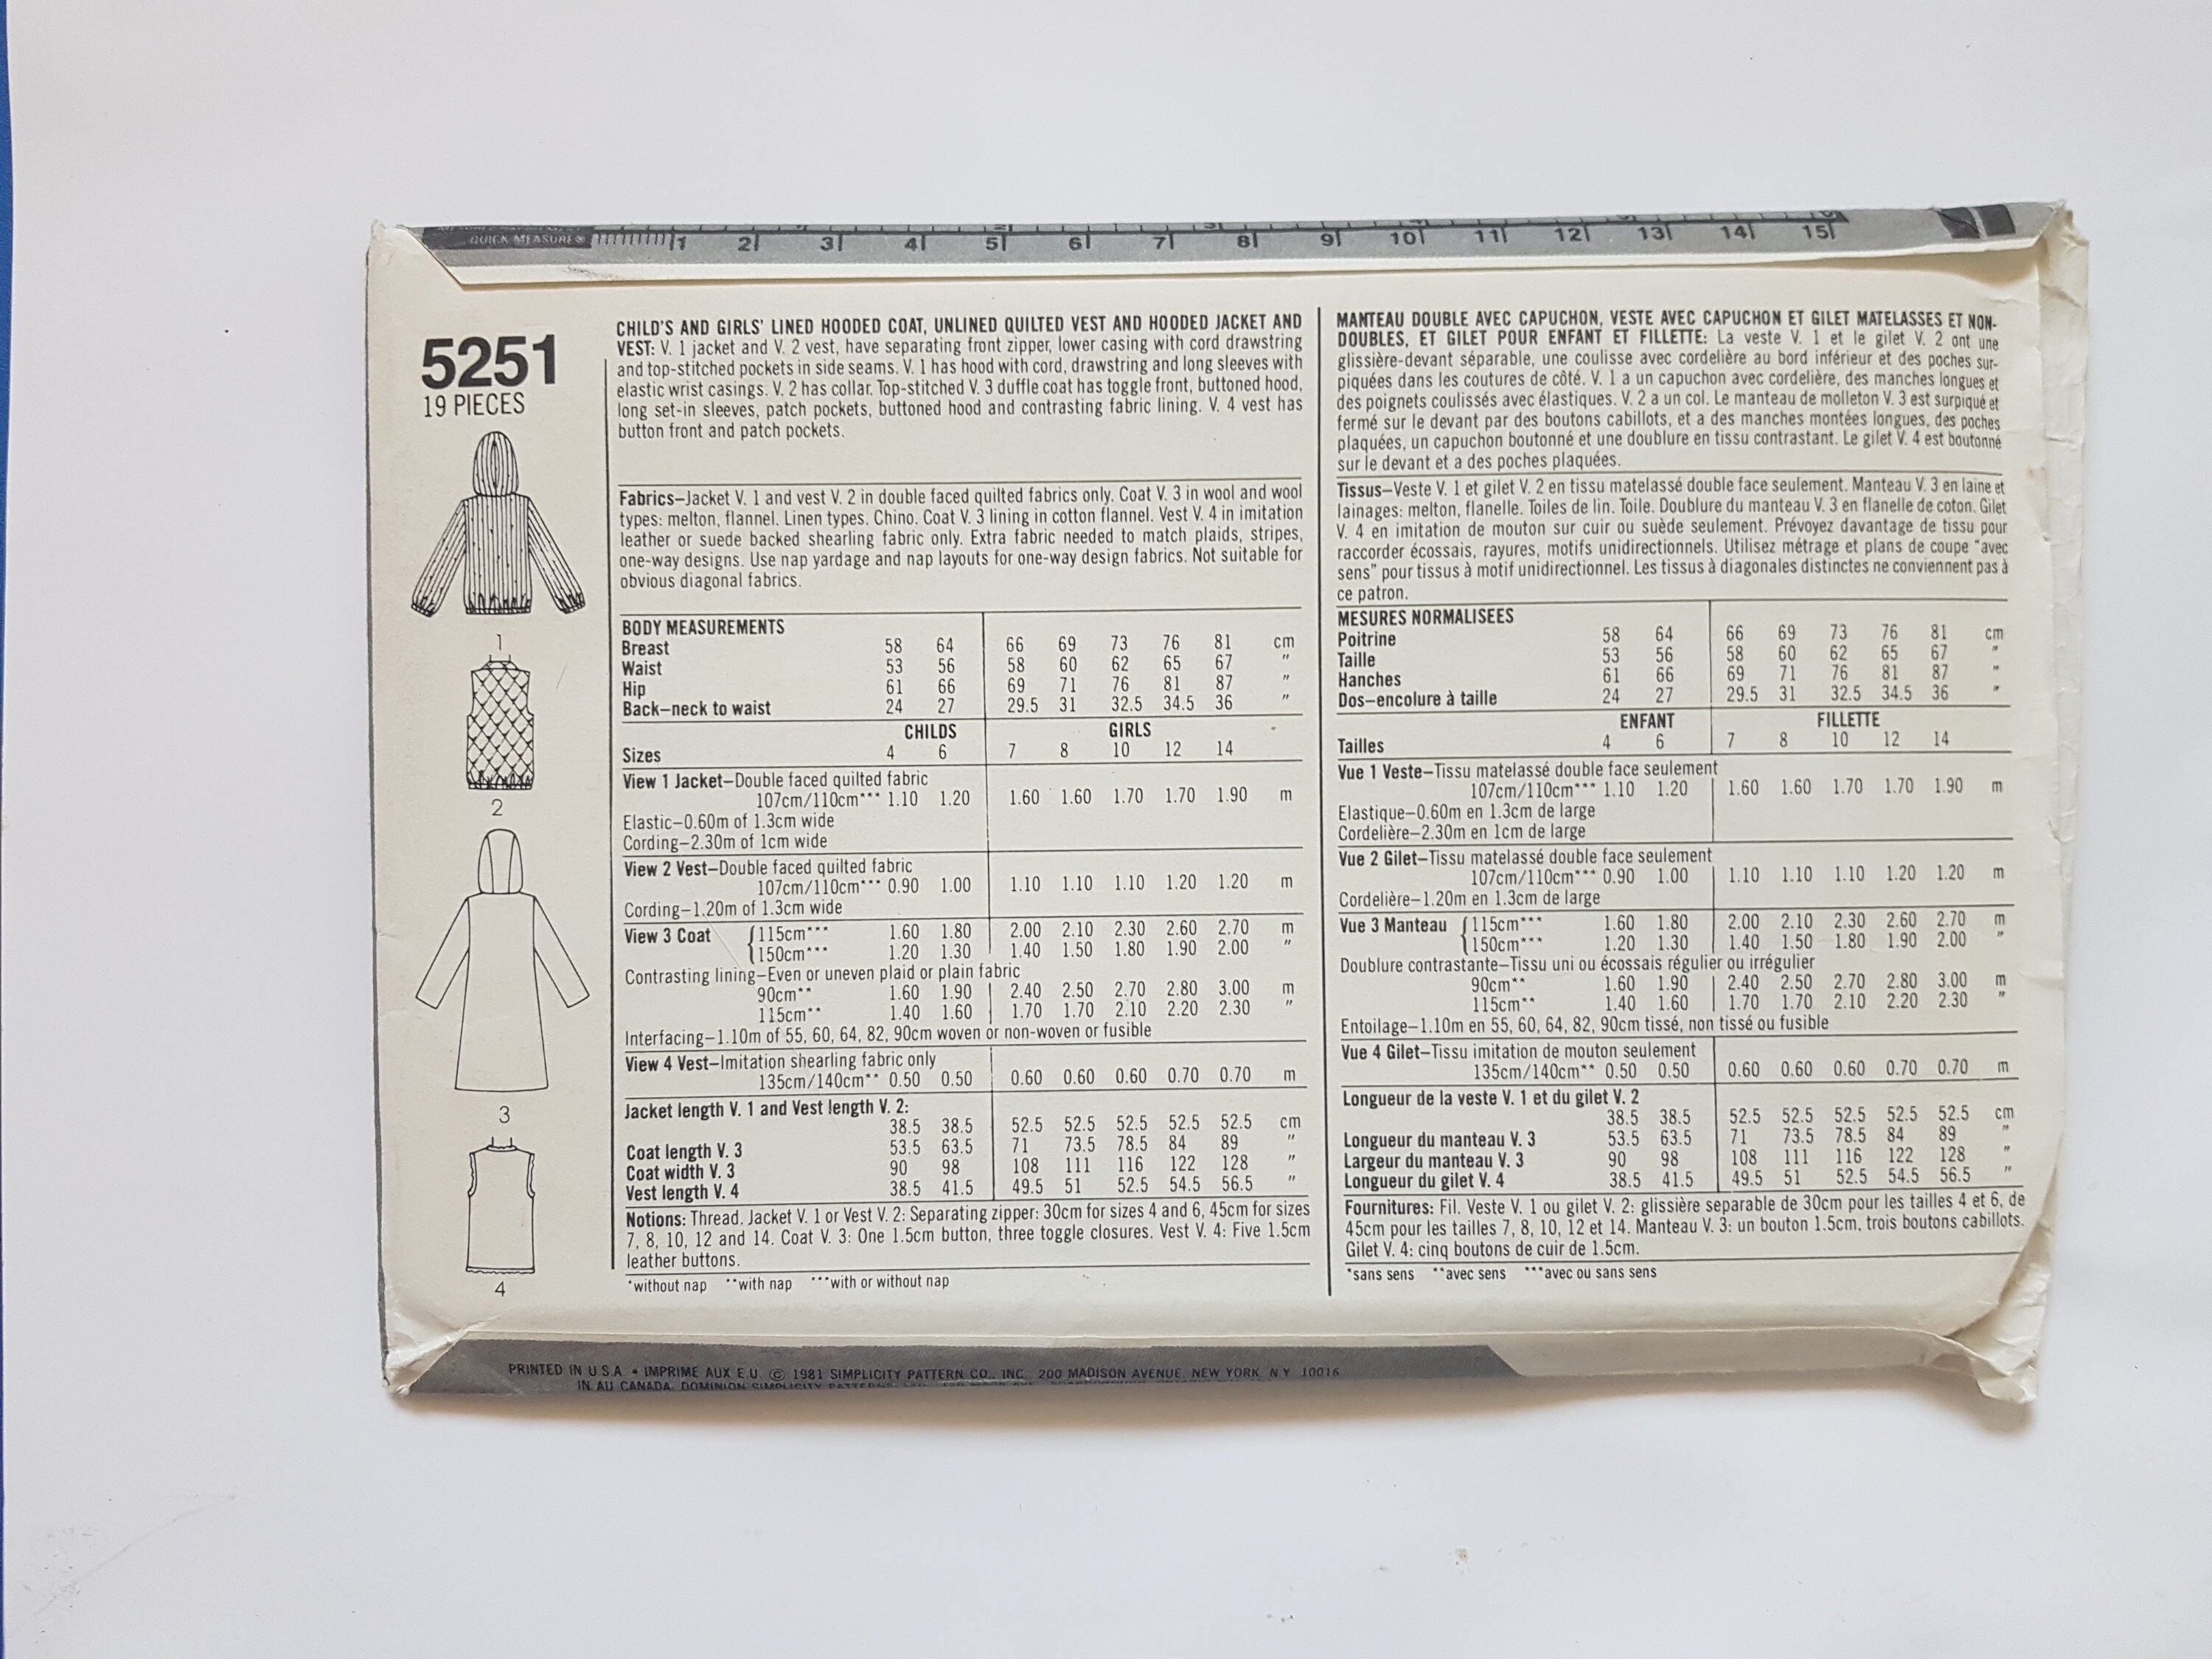 QUICK MEASURE®
1 2 3 4 5 6 7 8 9 10 11 12 13 14 15
5251
19 PIECES
1
2
3
4
CHILD'S AND GIRLS' LINED HOODED COAT, UNLINED QUILTED VEST AND HOODED JACKET AND
VEST: V. 1 jacket and V. 2 vest, have separating front zipper, lower casing with cord drawstring
and top-stitched pockets in side seams. V. 1 has hood with cord, drawstring and long sleeves with
elastic wrist casings. V. 2 has collar. Top-stitched V. 3 duffle coat has toggle front, buttoned hood,
long set-in sleeves, patch pockets, buttoned hood and contrasting fabric lining. V. 4 vest has
button front and patch pockets.
Fabrics—Jacket V. 1 and vest V. 2 in double faced quilted fabrics only. Coat V. 3 in wool and wool
types: melton, flannel. Linen types. Chino. Coat V. 3 lining in cotton flannel. Vest V. 4 in imitation
leather or suede backed shearling fabric only. Extra fabric needed to match plaids, stripes,
one-way designs. Use nap yardage and nap layouts for one-way design fabrics. Not suitable for
obvious diagonal fabrics.
BODY MEASUREMENTS
Breast 58 64 66 69 73 76 81 cm
Waist 53 56 58 60 62 65 67 "
Hip 61 66 69 71 76 81 87 "
Back—neck to waist 24 27 29.5 31 32.5 34.5 36 "
CHILDS GIRLS
Sizes 4 6 7 8 10 12 14
View 1 Jacket—Double faced quilted fabric
107cm/110cm*** 1.10 1.20 1.60 1.60 1.70 1.70 1.90 m
Elastic—0.60m of 1.3cm wide
Cording—2.30m of 1cm wide
View 2 Vest—Double faced quilted fabric
107cm/110cm*** 0.90 1.00 1.10 1.10 1.10 1.20 1.20 m
Cording—1.20m of 1.3cm wide
View 3 Coat 115cm*** 1.60 1.80 2.00 2.10 2.30 2.60 2.70 m
150cm*** 1.20 1.30 1.40 1.50 1.80 1.90 2.00 "
Contrasting lining—Even or uneven plaid or plain fabric
90cm** 1.60 1.90 2.40 2.50 2.70 2.80 3.00 m
115cm** 1.40 1.60 1.70 1.70 2.10 2.20 2.30 "
Interfacing—1.10m of 55, 60, 64, 82, 90cm woven or non-woven or fusible
View 4 Vest—Imitation shearling fabric only
135cm/140cm** 0.50 0.50 0.60 0.60 0.60 0.70 0.70 m
Jacket length V. 1 and Vest length V. 2:
38.5 38.5 52.5 52.5 52.5 52.5 52.5 cm
Coat length V. 3 53.5 63.5 71 73.5 78.5 84 89 "
Coat width V. 3 90 98 108 111 116 122 128 "
Vest length V. 4 38.5 41.5 49.5 51 52.5 54.5 56.5 "
Notions: Thread. Jacket V. 1 or Vest V. 2: Separating zipper: 30cm for sizes 4 and 6, 45cm for sizes
7, 8, 10, 12 and 14. Coat V. 3: One 1.5cm button, three toggle closures. Vest V. 4: Five 1.5cm
leather buttons.
*without nap **with nap ***with or without nap
MANTEAU DOUBLE AVEC CAPUCHON, VESTE AVEC CAPUCHON ET GILET MATELASSES ET NON-
DOUBLES, ET GILET POUR ENFANT ET FILLETTE: La veste V. 1 et le gilet V. 2 ont une
glissière-devant séparable, une coulisse avec cordelière au bord inférieur et des poches sur-
piquées dans les coutures de côté. V. 1 a un capuchon avec cordelière, des manches longues et
des poignets coulissés avec élastiques. V. 2 a un col. Le manteau de molleton V. 3 est surpiqué et
fermé sur le devant par des boutons cabillots, et a des manches montées longues, des poches
plaquées, un capuchon boutonné et une doublure en tissu contrastant. Le gilet V. 4 est boutonné
sur le devant et a des poches plaquées.
Tissus—Veste V. 1 et gilet V. 2 en tissu matelassé double face seulement. Manteau V. 3 en laine et
lainages: melton, flanelle. Toiles de lin. Toile. Doublure du manteau V. 3 en flanelle de coton. Gilet
V. 4 en imitation de mouton sur cuir ou suède seulement. Prévoyez davantage de tissu pour
raccorder écossais, rayures, motifs unidirectionnels. Utilisez métrage et plans de coupe "avec
sens" pour tissus à motif unidirectionnel. Les tissus à diagonales distinctes ne conviennent pas à
ce patron.
MESURES NORMALISEES
Poitrine 58 64 66 69 73 76 81 cm
Taille 53 56 58 60 62 65 67 "
Hanches 61 66 69 71 76 81 87 "
Dos—encolure à taille 24 27 29.5 31 32.5 34.5 36 "
ENFANT FILLETTE
Tailles 4 6 7 8 10 12 14
Vue 1 Veste—Tissu matelassé double face seulement
107cm/110cm*** 1.10 1.20 1.60 1.60 1.70 1.70 1.90 m
Elastique—0.60m en 1.3cm de large
Cordelière—2.30m en 1cm de large
Vue 2 Gilet—Tissu matelassé double face seulement
107cm/110cm*** 0.90 1.00 1.10 1.10 1.10 1.20 1.20 m
Cordelière—1.20m en 1.3cm de large
Vue 3 Manteau 115cm*** 1.60 1.80 2.00 2.10 2.30 2.60 2.70 m
150cm*** 1.20 1.30 1.40 1.50 1.80 1.90 2.00 "
Doublure contrastante—Tissu uni ou écossais régulier ou irrégulier
90cm** 1.60 1.90 2.40 2.50 2.70 2.80 3.00 m
115cm** 1.40 1.60 1.70 1.70 2.10 2.20 2.30 "
Entoilage—1.10m en 55, 60, 64, 82, 90cm tissé, non tissé ou fusible
Vue 4 Gilet—Tissu imitation de mouton seulement
135cm/140cm** 0.50 0.50 0.60 0.60 0.60 0.70 0.70 m
Longueur de la veste V. 1 et du gilet V. 2
38.5 38.5 52.5 52.5 52.5 52.5 52.5 cm
Longueur du manteau V. 3 53.5 63.5 71 73.5 78.5 84 89 "
Largeur du manteau V. 3 90 98 108 111 116 122 128 "
Longueur du gilet V. 4 38.5 41.5 49.5 51 52.5 54.5 56.5 "
Fournitures: Fil. Veste V. 1 ou gilet V. 2: glissière separable de 30cm pour les tailles 4 et 6, de
45cm pour les tailles 7, 8, 10, 12 et 14. Manteau V. 3: un bouton 1.5cm, trois boutons cabillots.
Gilet V. 4: cinq boutons de cuir de 1.5cm.
*sans sens **avec sens ***avec ou sans sens
PRINTED IN U.S.A. • IMPRIME AUX E.U. © 1981 SIMPLICITY PATTERN CO., INC. 200 MADISON AVENUE, NEW YORK, N.Y. 10016
IN AU CANADA, DOMINION SIMPLICITY PATTERNS